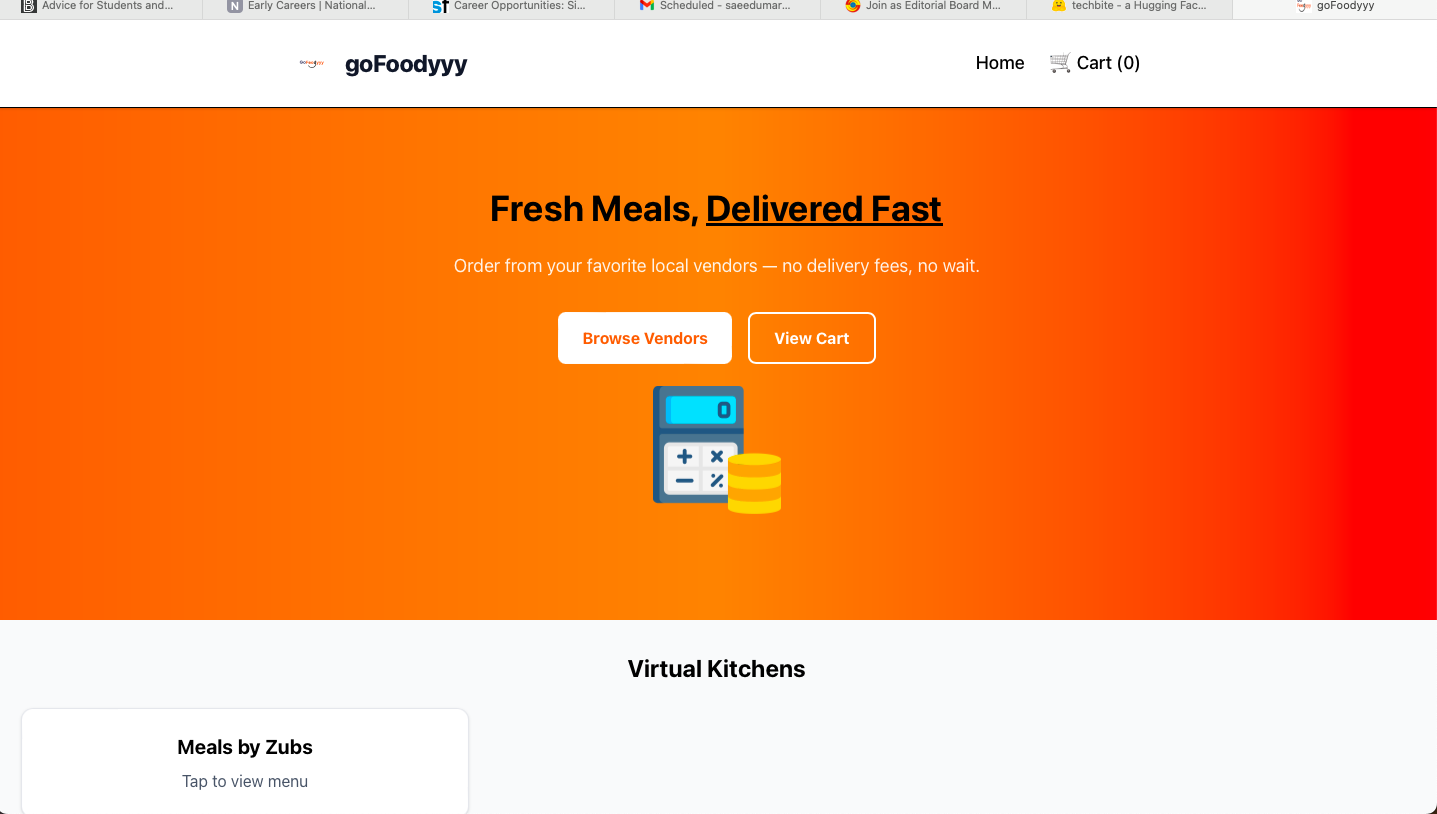 Advice for Students and...
Early Careers | National...
Career Opportunities: Si...
Scheduled - saeedumar...
Join as Editorial Board M...
techbite - a Hugging Fac...
goFoodyyy
goFoodyyy
Home
Cart (0)
Fresh Meals, Delivered Fast
Order from your favorite local vendors — no delivery fees, no wait.
Browse Vendors
View Cart
0
Virtual Kitchens
Meals by Zubs
Tap to view menu